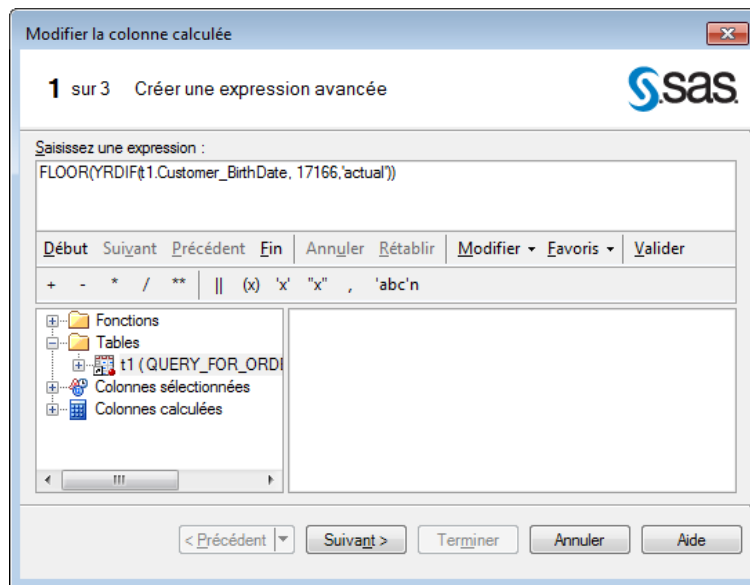 Modifier la colonne calculée
1 sur 3 Créer une expression avancée
sas
Saisissez une expression :
FLOOR(YRDIF(t1.Customer_BirthDate, 17166,'actual'))
Début Suivant Précédent Fin Annuler Rétablir Modifier Favoris Valider
+ - * / ** || (x) 'x' "x" , 'abc'n
Fonctions
Tables
t1 ( QUERY_FOR_ORDI
Colonnes sélectionnées
Colonnes calculées
< Précédent Suivant > Terminer Annuler Aide